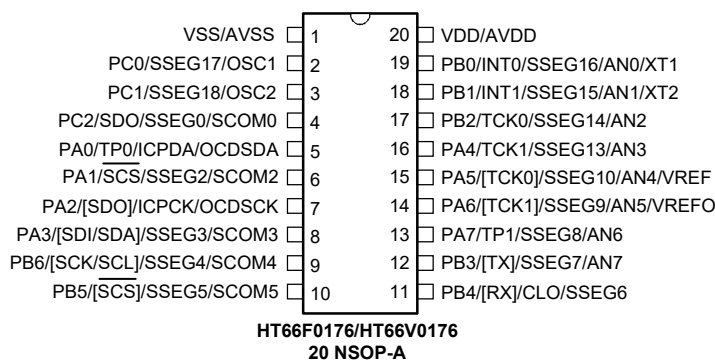 VSS/AVSS 1 20 VDD/AVDD
PC0/SSEG17/OSC1 2 19 PB0/INT0/SSEG16/AN0/XT1
PC1/SSEG18/OSC2 3 18 PB1/INT1/SSEG15/AN1/XT2
PC2/SDO/SSEG0/SCOM0 4 17 PB2/TCK0/SSEG14/AN2
PA0/TP0/ICPDA/OCDSDA 5 16 PA4/TCK1/SSEG13/AN3
PA1/SCS/SSEG2/SCOM2 6 15 PA5/[TCK0]/SSEG10/AN4/VREF
PA2/[SDO]/ICPCK/OCDSCK 7 14 PA6/[TCK1]/SSEG9/AN5/VREFO
PA3/[SDI/SDA]/SSEG3/SCOM3 8 13 PA7/TP1/SSEG8/AN6
PB6/[SCK/SCL]/SSEG4/SCOM4 9 12 PB3/[TX]/SSEG7/AN7
PB5/[SCS]/SSEG5/SCOM5 10 11 PB4/[RX]/CLO/SSEG6
HT66F0176/HT66V0176
20 NSOP-A